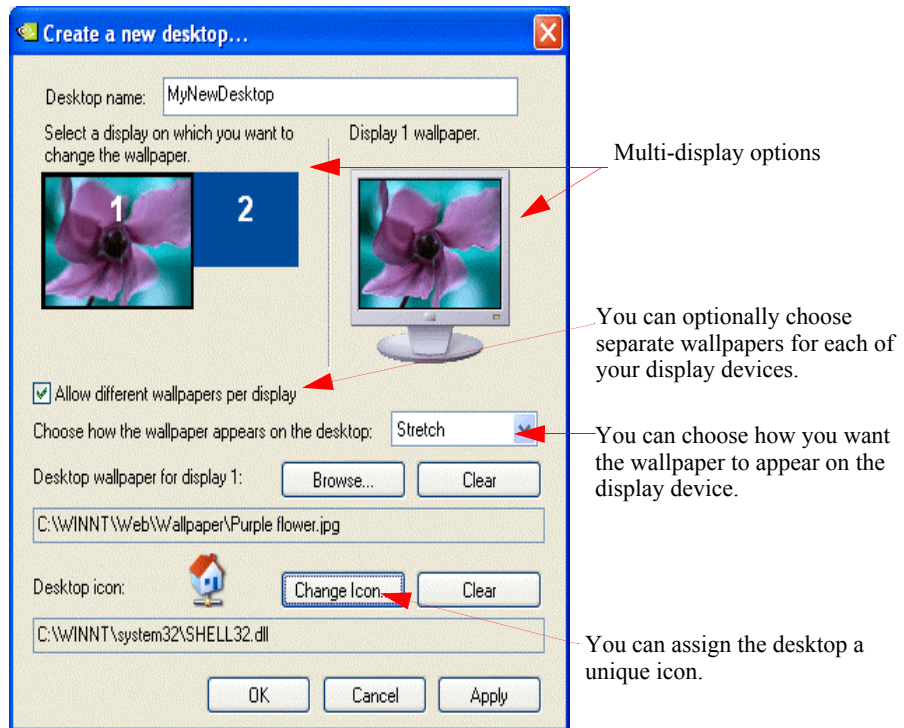 Create a new desktop...
Desktop name: MyNewDesktop
Select a display on which you want to
change the wallpaper.
Display 1 wallpaper.
Multi-display options
1
2
You can optionally choose
separate wallpapers for each of
your display devices.
Allow different wallpapers per display
Choose how the wallpaper appears on the desktop: Stretch
You can choose how you want
the wallpaper to appear on the
display device.
Desktop wallpaper for display 1: Browse... Clear
C:\WINNT\Web\Wallpaper\Purple flower.jpg
Desktop icon: Change Icon... Clear
C:\WINNT\system32\SHELL32.dll
You can assign the desktop a
unique icon.
OK Cancel Apply